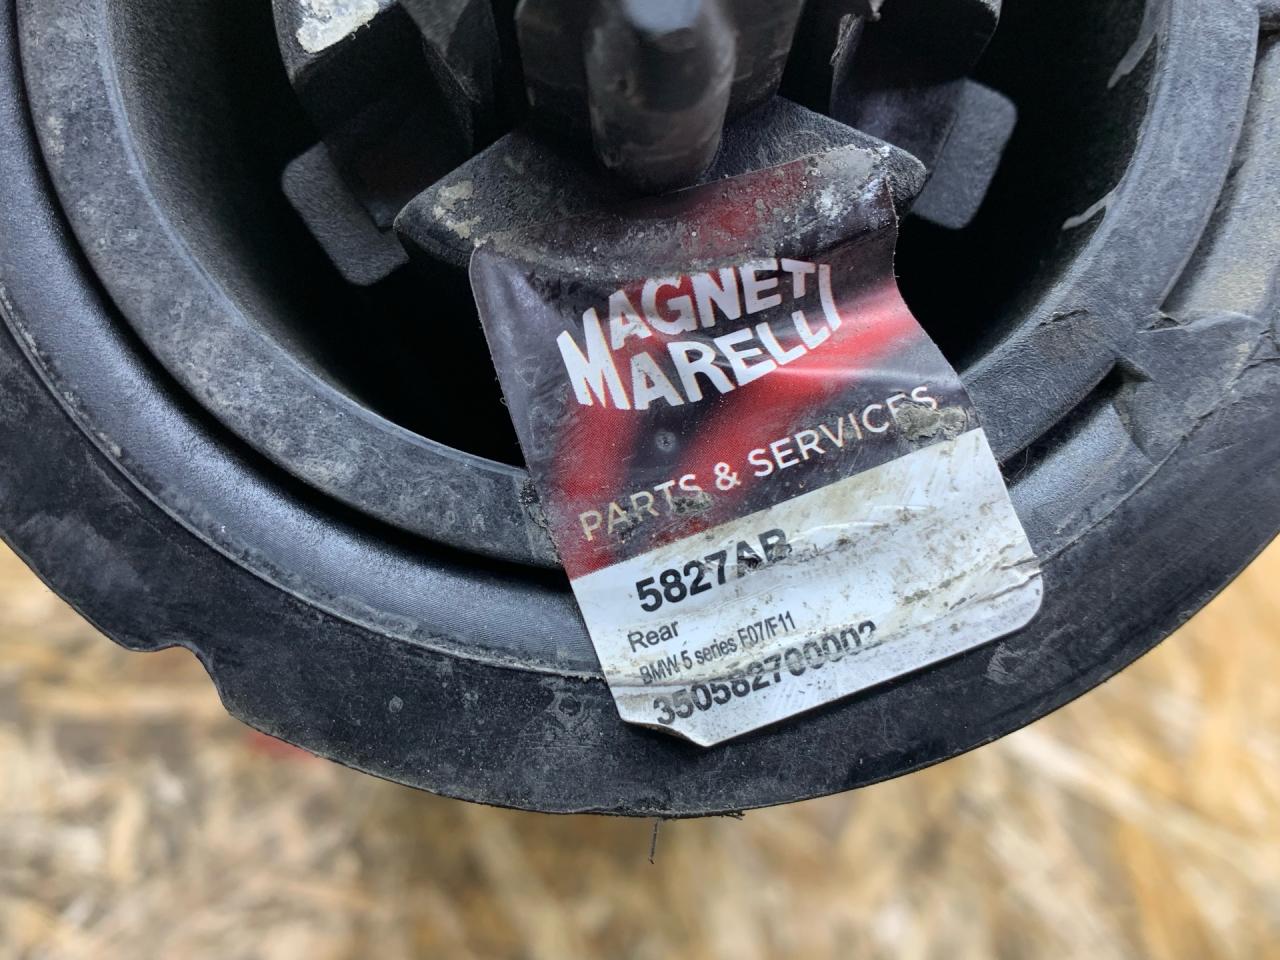 MAGNETI
MARELLI
PARTS & SERVICES
5827AB
Rear
BMW 5 series F07/F11
350582700002